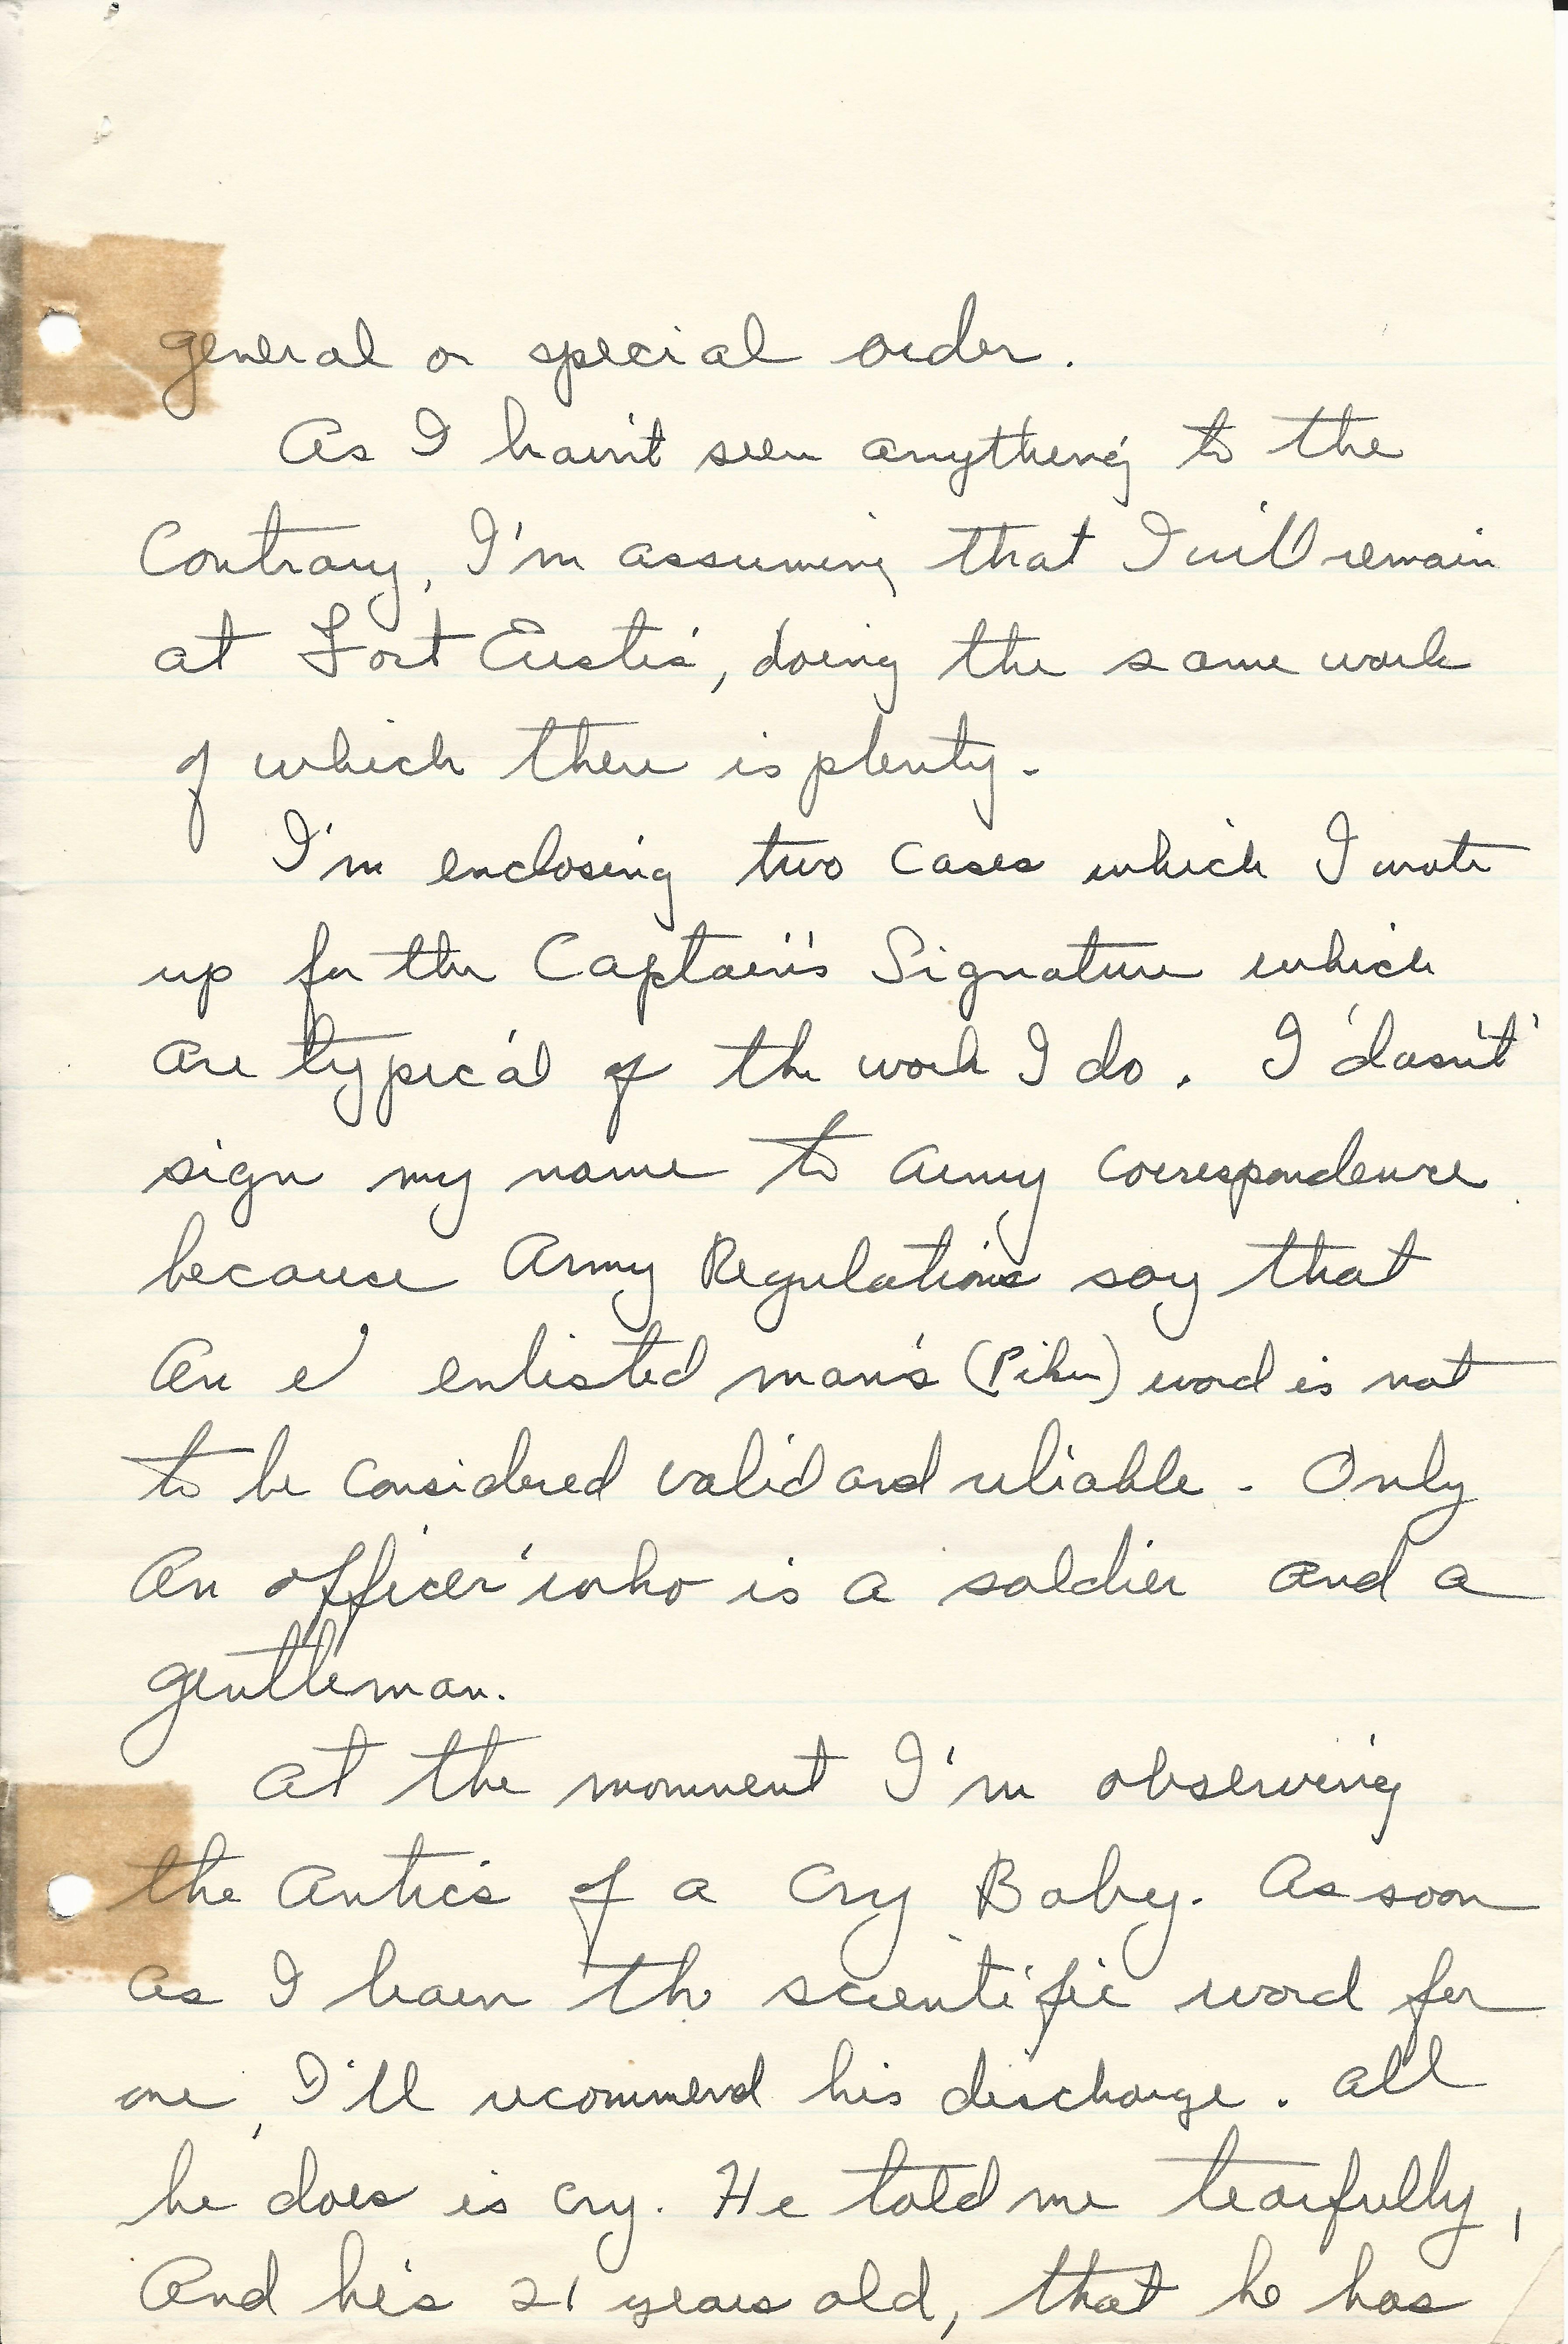 general or special order.
As I havn't seen anything to the
Contrary, I'm assuming that I will remain
at Fort Eustis, doing the same work
of which there is plenty.
I'm enclosing two cases which I wrote
up for the Captain's Signature which
are typical of the work I do. I 'dasn't'
sign my name to Army Correspondence
because Army Regulations say that
An e enlisted man's word is not
to be considered valid and reliable. Only
An officer who is a soldier and a
gentleman.
At the moment I'm observing
the Antics of a Cry Baby. As soon
as I learn the scientific word for
one, I'll recommend his discharge. All
he does is cry. He told me tearfully,
And he's 21 years old, that he has